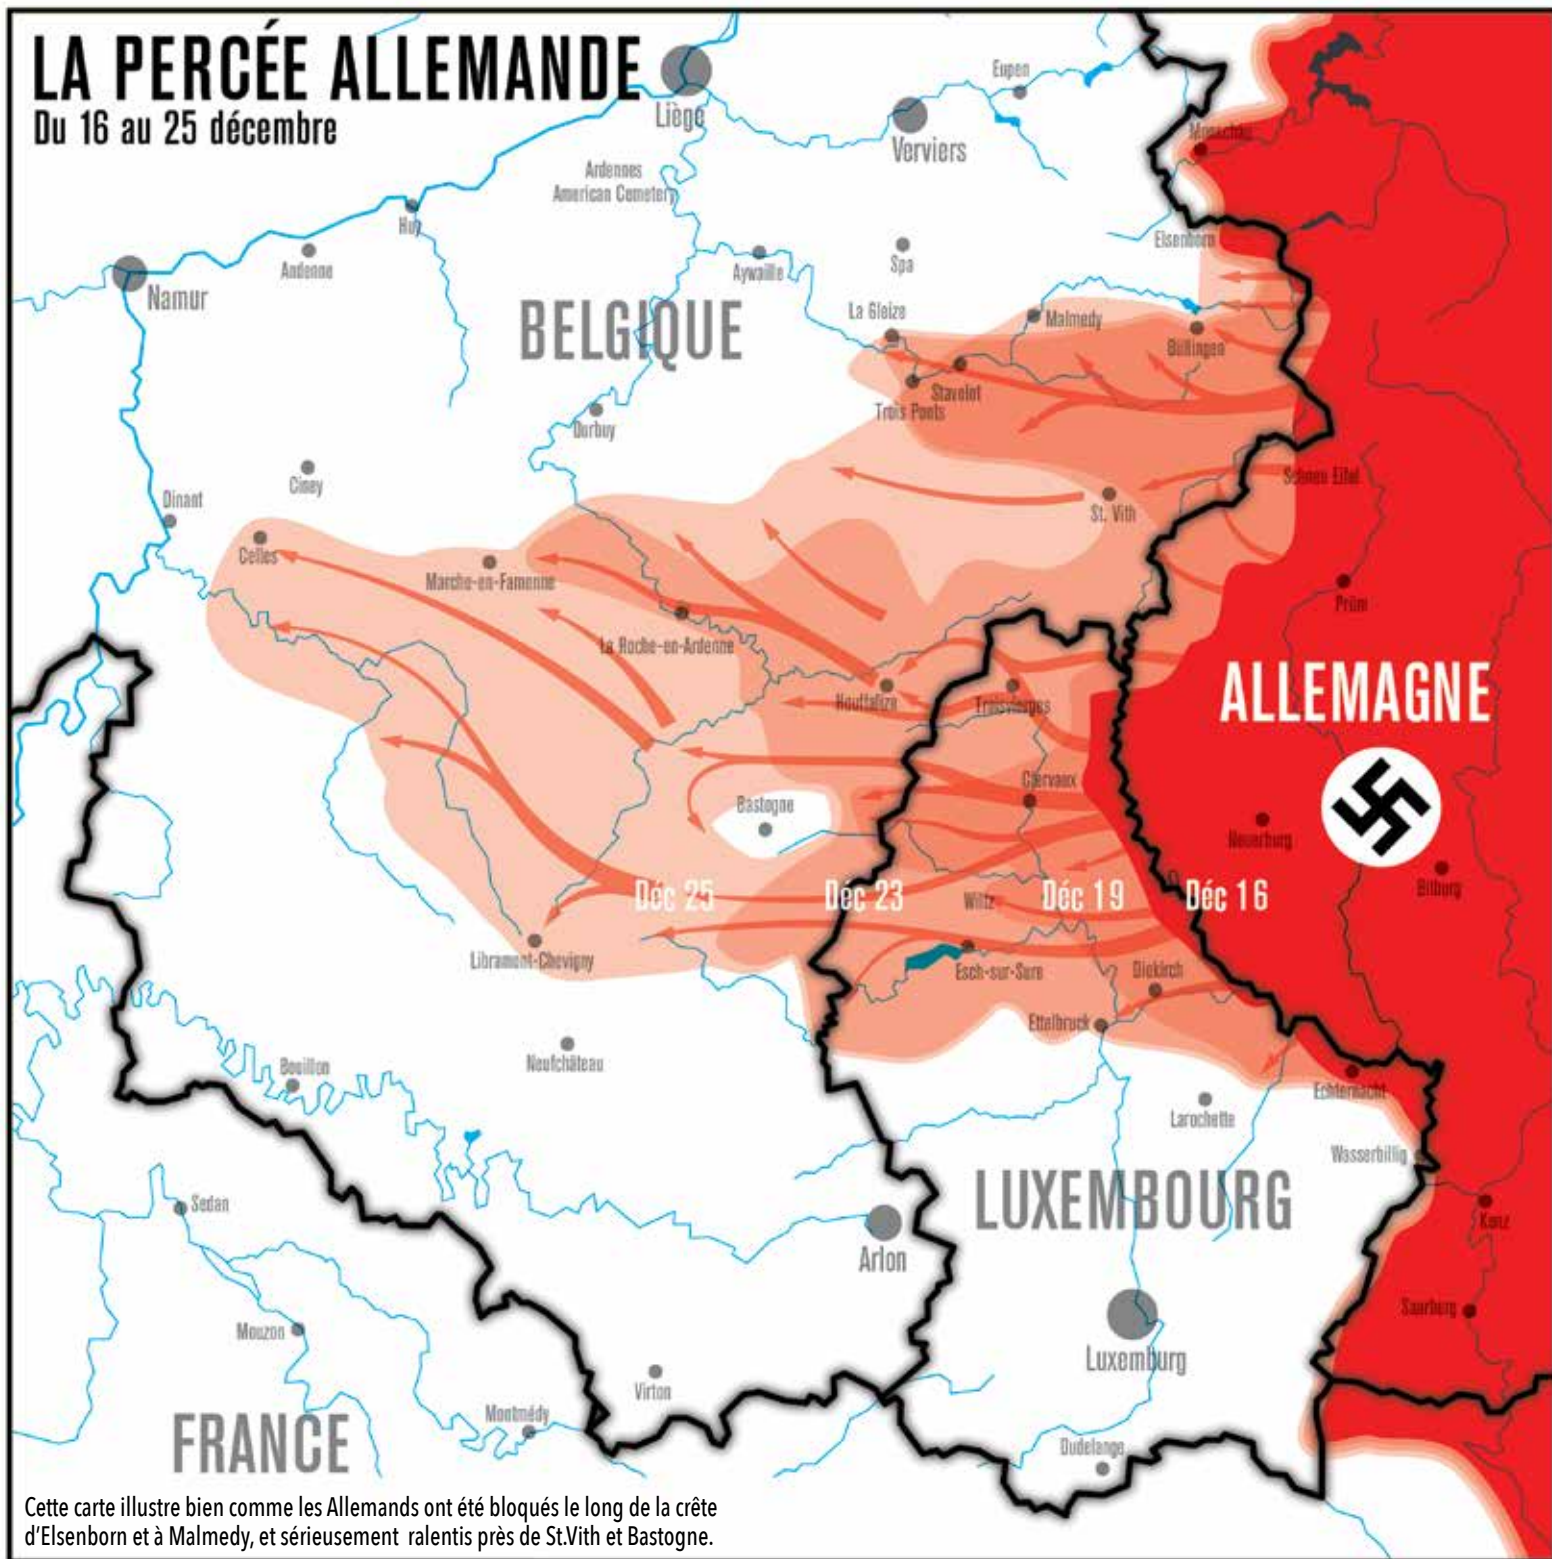 LA PERCÉE ALLEMANDE
Du 16 au 25 décembre
Liège
Eupen
Verviers
Monschau
Ardennes
American Cemetery
Huy
Andenne
Namur
Aywaille
Spa
Elsenborn
BELGIQUE
La Gleize
Malmedy
Büllingen
Stavelot
Trois Ponts
Durbuy
Ciney
Dinant
Schnee Eifel
St. Vith
Celles
Marche-en-Famenne
Prüm
La Roche-en-Ardenne
ALLEMAGNE
Houffalize
Troisvierges
Clervaux
Bastogne
Neuerburg
Bitburg
Déc 25
Déc 23
Wiltz
Déc 19
Déc 16
Libramont-Chevigny
Esch-sur-Sure
Diekirch
Ettelbruck
Neufchâteau
Bouillon
Echternacht
Larochette
Wasserbillig
LUXEMBOURG
Sedan
Konz
Arlon
Saarburg
Mouzon
Luxemburg
Virton
Montmédy
FRANCE
Dudelange
Cette carte illustre bien comme les Allemands ont été bloqués le long de la crête
d'Elsenborn et à Malmedy, et sérieusement ralentis près de St.Vith et Bastogne.